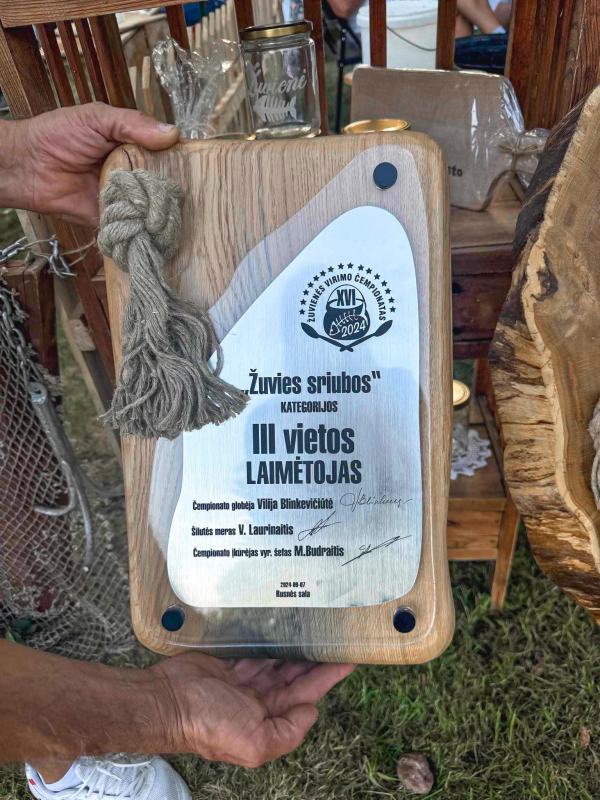 Žuvienė
ŽUVIENĖS VIRIMO ČEMPIONATAS
XVI
2024
„Žuvies sriubos“
KATEGORIJOS
III vietos
LAIMĖTOJAS
Čempionato globėja Vilija Blinkevičiūtė
Šilutės meras V. Laurinaitis
Čempionato įkūrėjas vyr. šefas M.Budraitis
2024-09-07
Rusnės sala